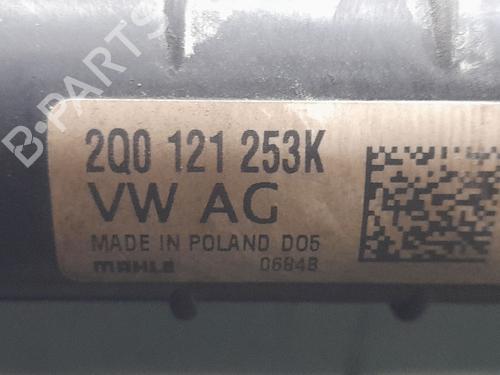 B-PARTS
2Q0 121 253K
VW AG
MADE IN POLAND D05
MAHLE 06848